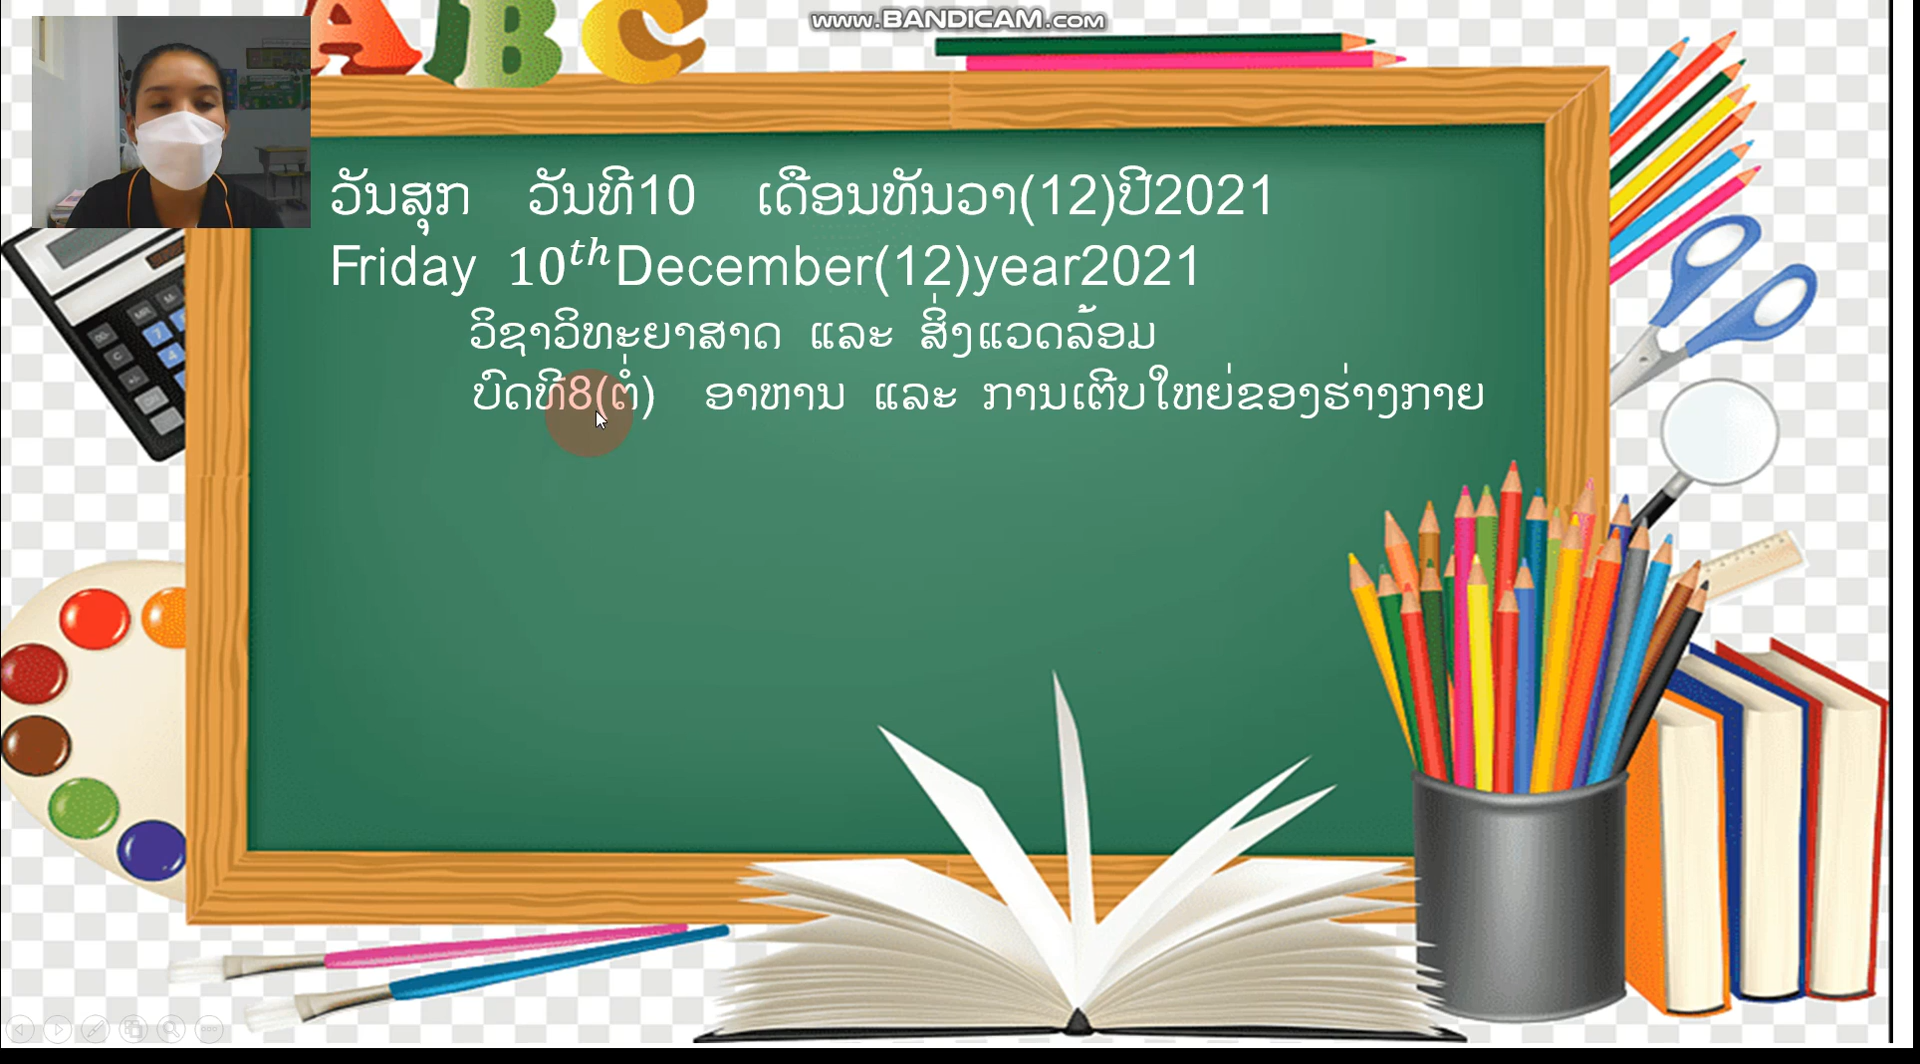 www.BANDICAM.com
ABC
ວັນສຸກ ວັນທີ10 ເດືອນທັນວາ(12)ປີ2021
Friday 10ᵗʰDecember(12)year2021
ວິຊາວິທະຍາສາດ ແລະ ສິ່ງແວດລ້ອມ
ບົດທີ8(ຕໍ່) ອາຫານ ແລະ ການເຕີບໃຫຍ່ຂອງຮ່າງກາຍ